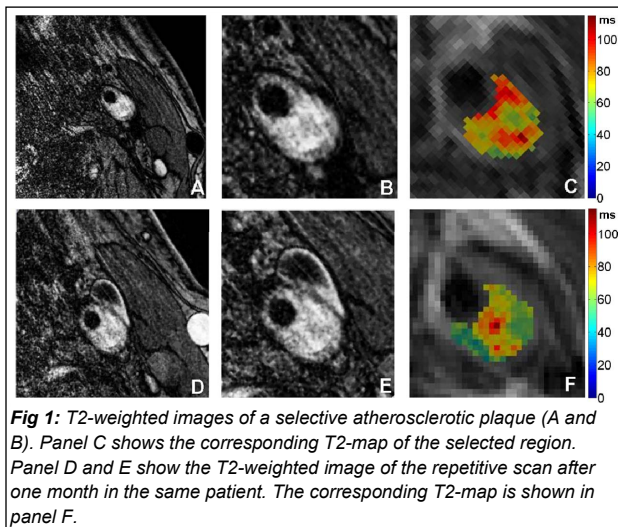 ms
100
80
60
40
20
0
A
B
C
ms
100
80
60
40
20
0
D
E
F
Fig 1: T2-weighted images of a selective atherosclerotic plaque (A and
B). Panel C shows the corresponding T2-map of the selected region.
Panel D and E show the T2-weighted image of the repetitive scan after
one month in the same patient. The corresponding T2-map is shown in
panel F.